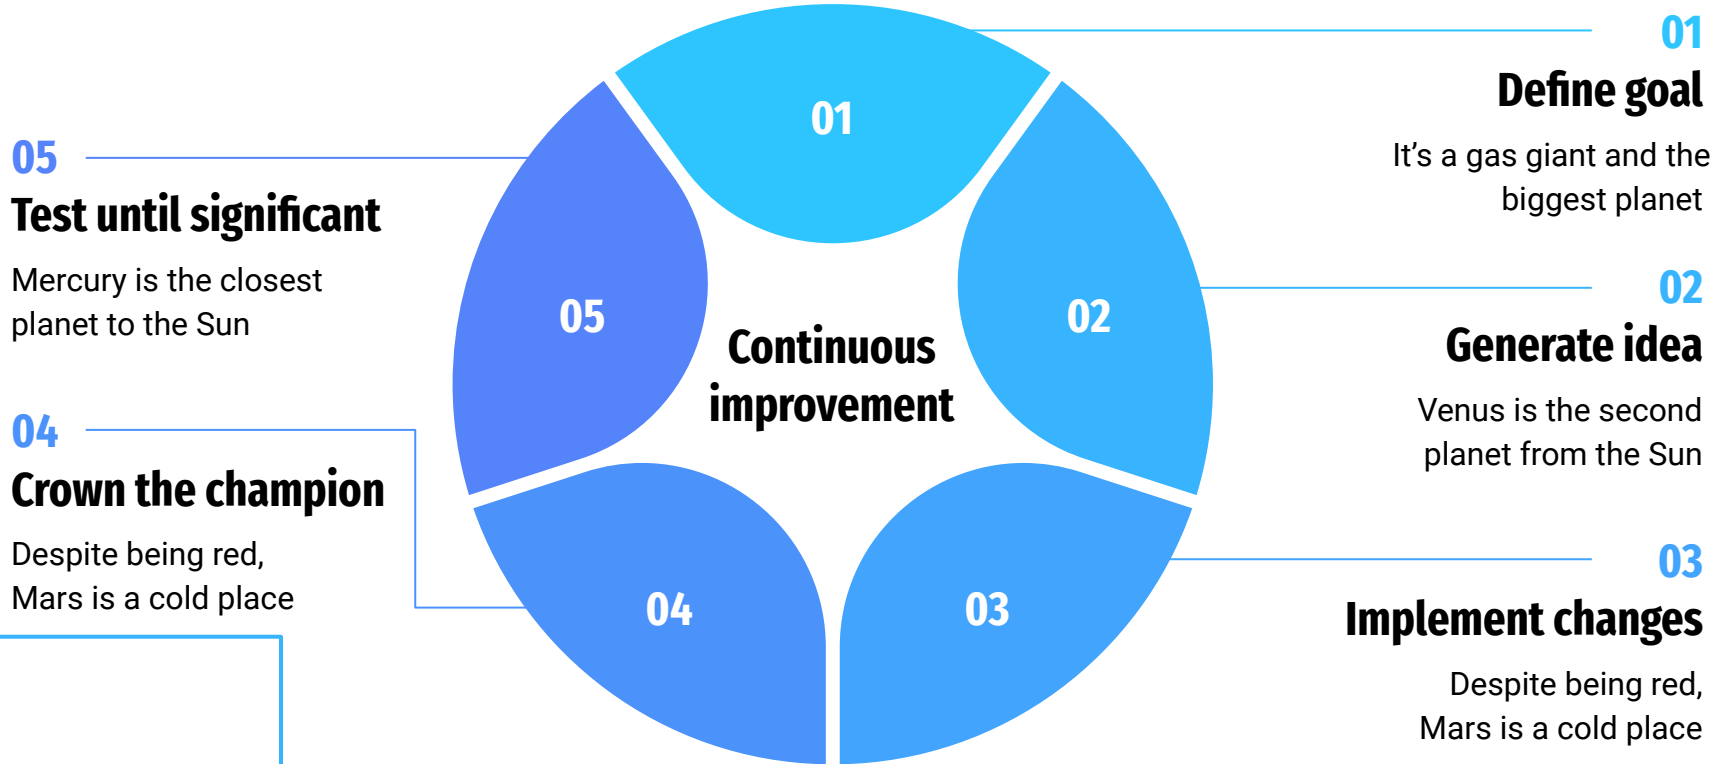 01
Define goal
It’s a gas giant and the
biggest planet
02
Generate idea
Venus is the second
planet from the Sun
03
Implement changes
Despite being red,
Mars is a cold place
04
Crown the champion
Despite being red,
Mars is a cold place
05
Test until significant
Mercury is the closest
planet to the Sun
01
02
03
04
05
Continuous
improvement